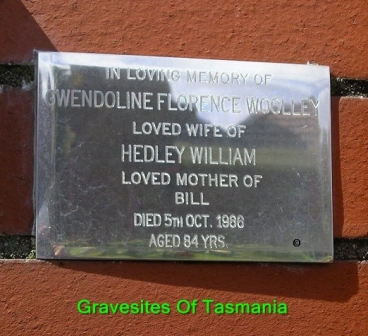 IN LOVING MEMORY OF
GWENDOLINE FLORENCE WOOLLEY
LOVED WIFE OF
HEDLEY WILLIAM
LOVED MOTHER OF
BILL
DIED 5TH OCT. 1986
AGED 84 YRS.
Gravesites Of Tasmania